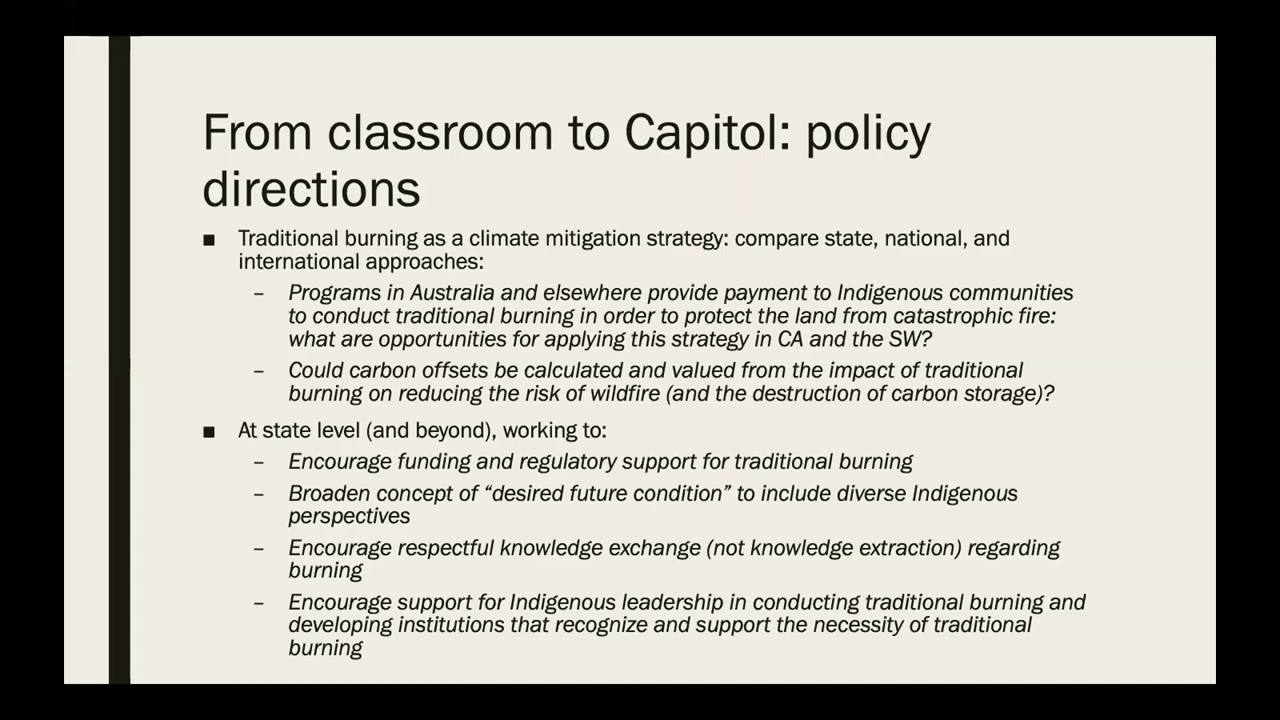 From classroom to Capitol: policy
directions
■ Traditional burning as a climate mitigation strategy: compare state, national, and
international approaches:
– Programs in Australia and elsewhere provide payment to Indigenous communities
to conduct traditional burning in order to protect the land from catastrophic fire:
what are opportunities for applying this strategy in CA and the SW?
– Could carbon offsets be calculated and valued from the impact of traditional
burning on reducing the risk of wildfire (and the destruction of carbon storage)?
■ At state level (and beyond), working to:
– Encourage funding and regulatory support for traditional burning
– Broaden concept of “desired future condition” to include diverse Indigenous
perspectives
– Encourage respectful knowledge exchange (not knowledge extraction) regarding
burning
– Encourage support for Indigenous leadership in conducting traditional burning and
developing institutions that recognize and support the necessity of traditional
burning